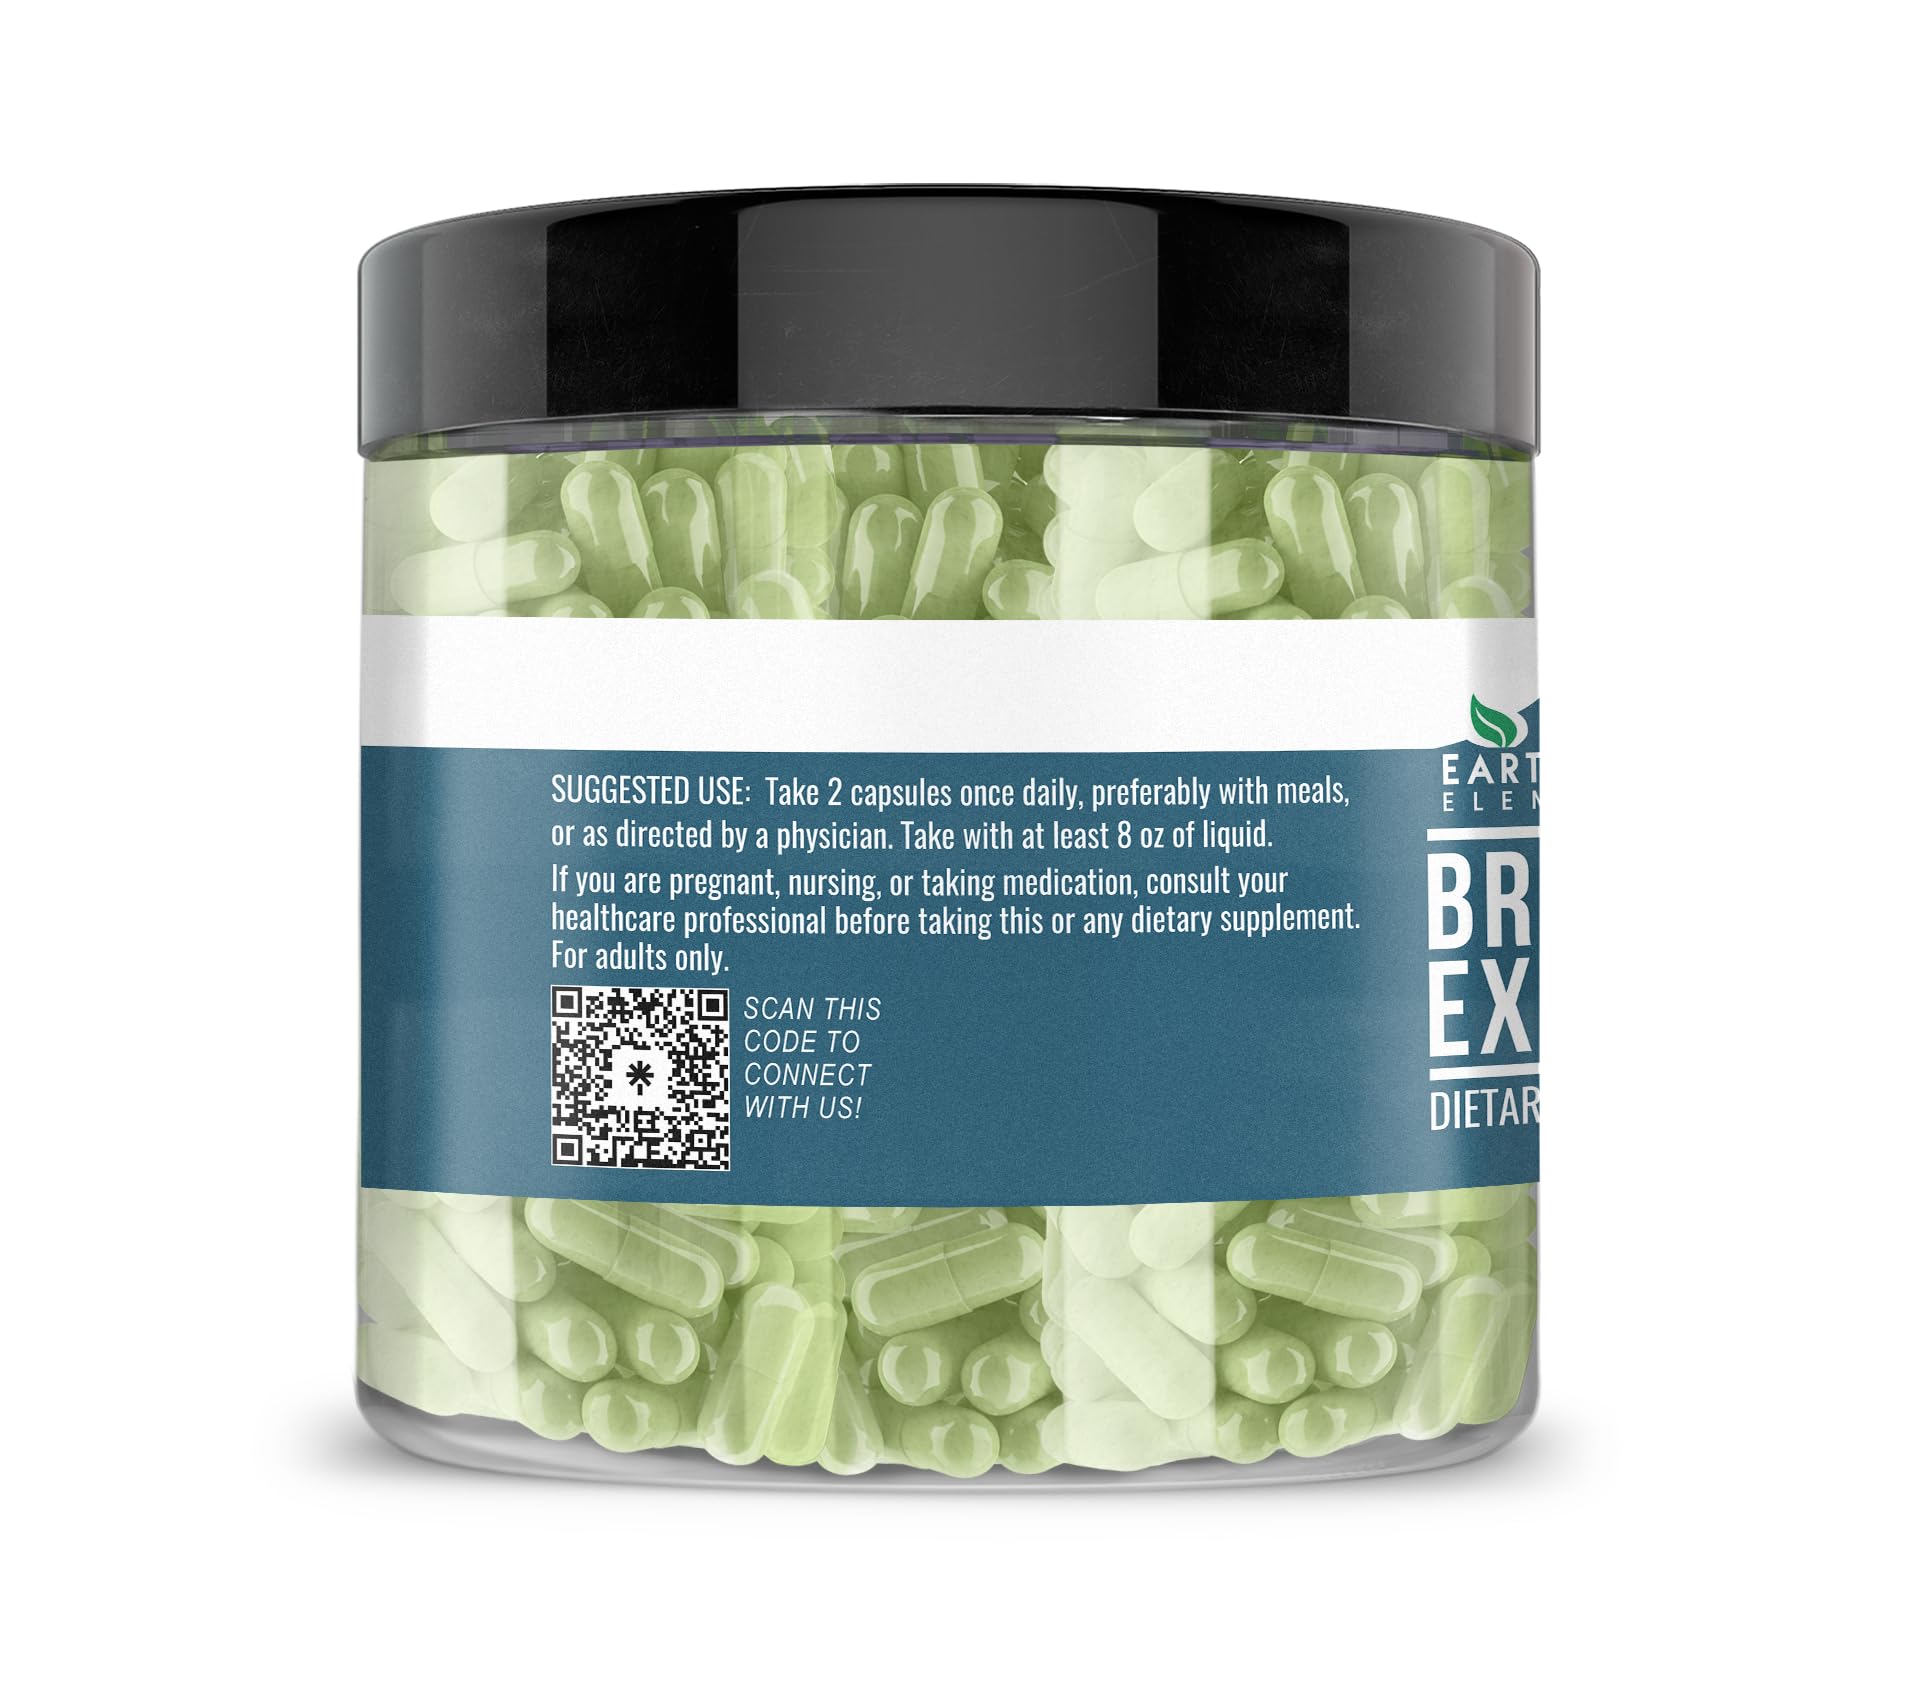 SUGGESTED USE: Take 2 capsules once daily, preferably with meals,
or as directed by a physician. Take with at least 8 oz of liquid.
If you are pregnant, nursing, or taking medication, consult your
healthcare professional before taking this or any dietary supplement.
For adults only.
SCAN THIS
CODE TO
CONNECT
WITH US!
EART
ELEN
BR
EX
DIETAR